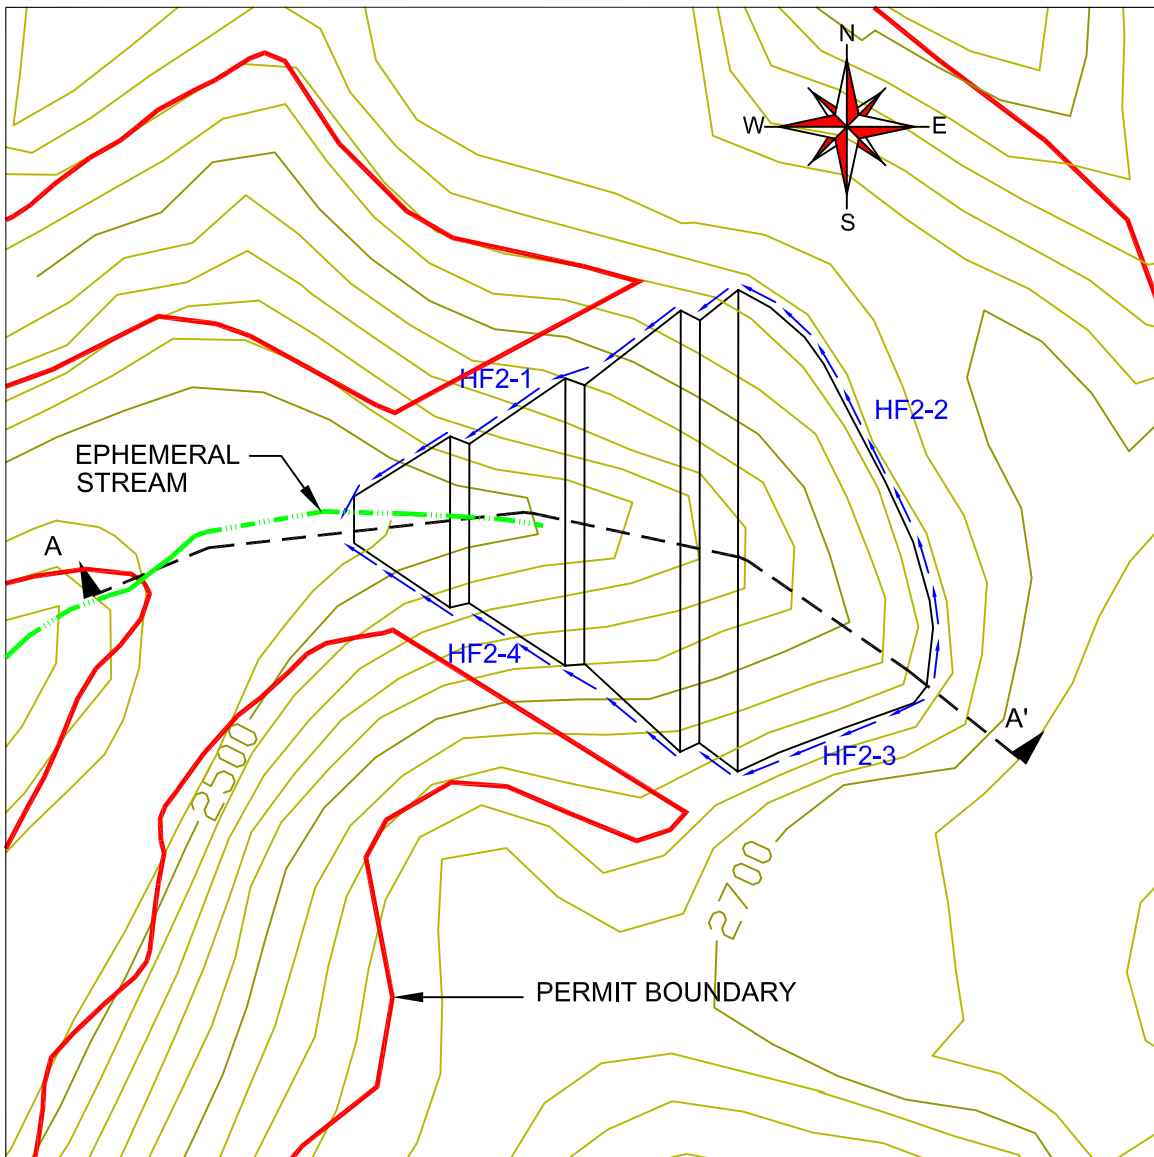 N
W
E
S
HF2-1
HF2-2
EPHEMERAL
STREAM
A
HF2-4
A'
HF2-3
2500
2700
PERMIT BOUNDARY